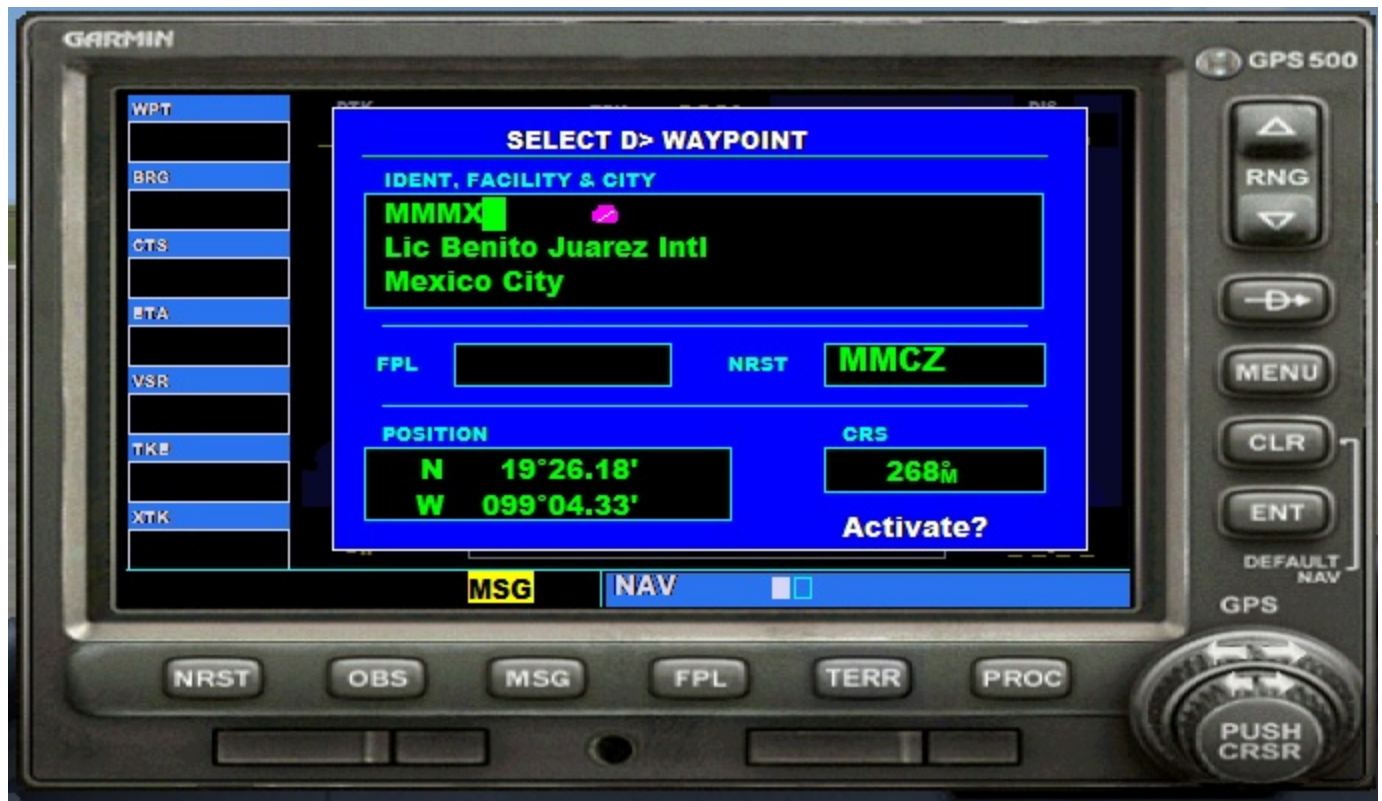 GARMIN
GPS 500
WPT
BRG
CTS
ETA
VSR
TKE
XTK
DTK
DIS
SELECT D> WAYPOINT
IDENT, FACILITY & CITY
MMMX
Lic Benito Juarez Intl
Mexico City
FPL
NRST MMCZ
POSITION
N 19°26.18'
W 099°04.33'
CRS
268°M
Activate?
MSG
NAV
RNG
D
MENU
CLR
ENT
DEFAULT
NAV
GPS
NRST OBS MSG FPL TERR PROC
PUSH
CRSR